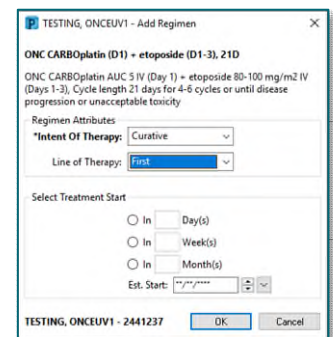 TESTING, ONCEUV1 - Add Regimen
ONC CARBOplatin (D1) + etoposide (D1-3), 21D
ONC CARBOplatin AUC 5 IV (Day 1) + etoposide 80-100 mg/m2 IV
(Days 1-3), Cycle length 21 days for 4-6 cycles or until disease
progression or unacceptable toxicity
Regimen Attributes
*Intent Of Therapy: Curative
Line of Therapy: First
Select Treatment Start
In Day(s)
In Week(s)
In Month(s)
Est. Start: **/**/****
TESTING, ONCEUV1 - 2441237 OK Cancel